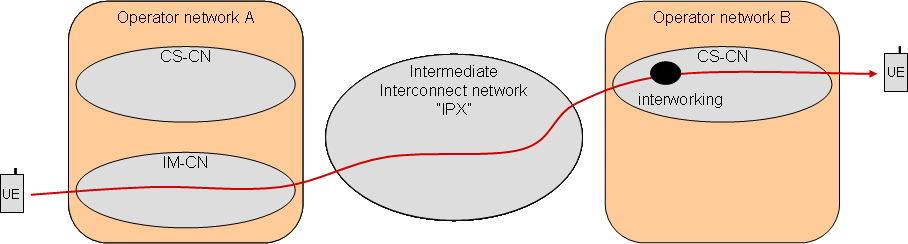 Operator network A
CS-CN
IM-CN
UE
Intermediate
Interconnect network
"IPX"
Operator network B
CS-CN
interworking
UE